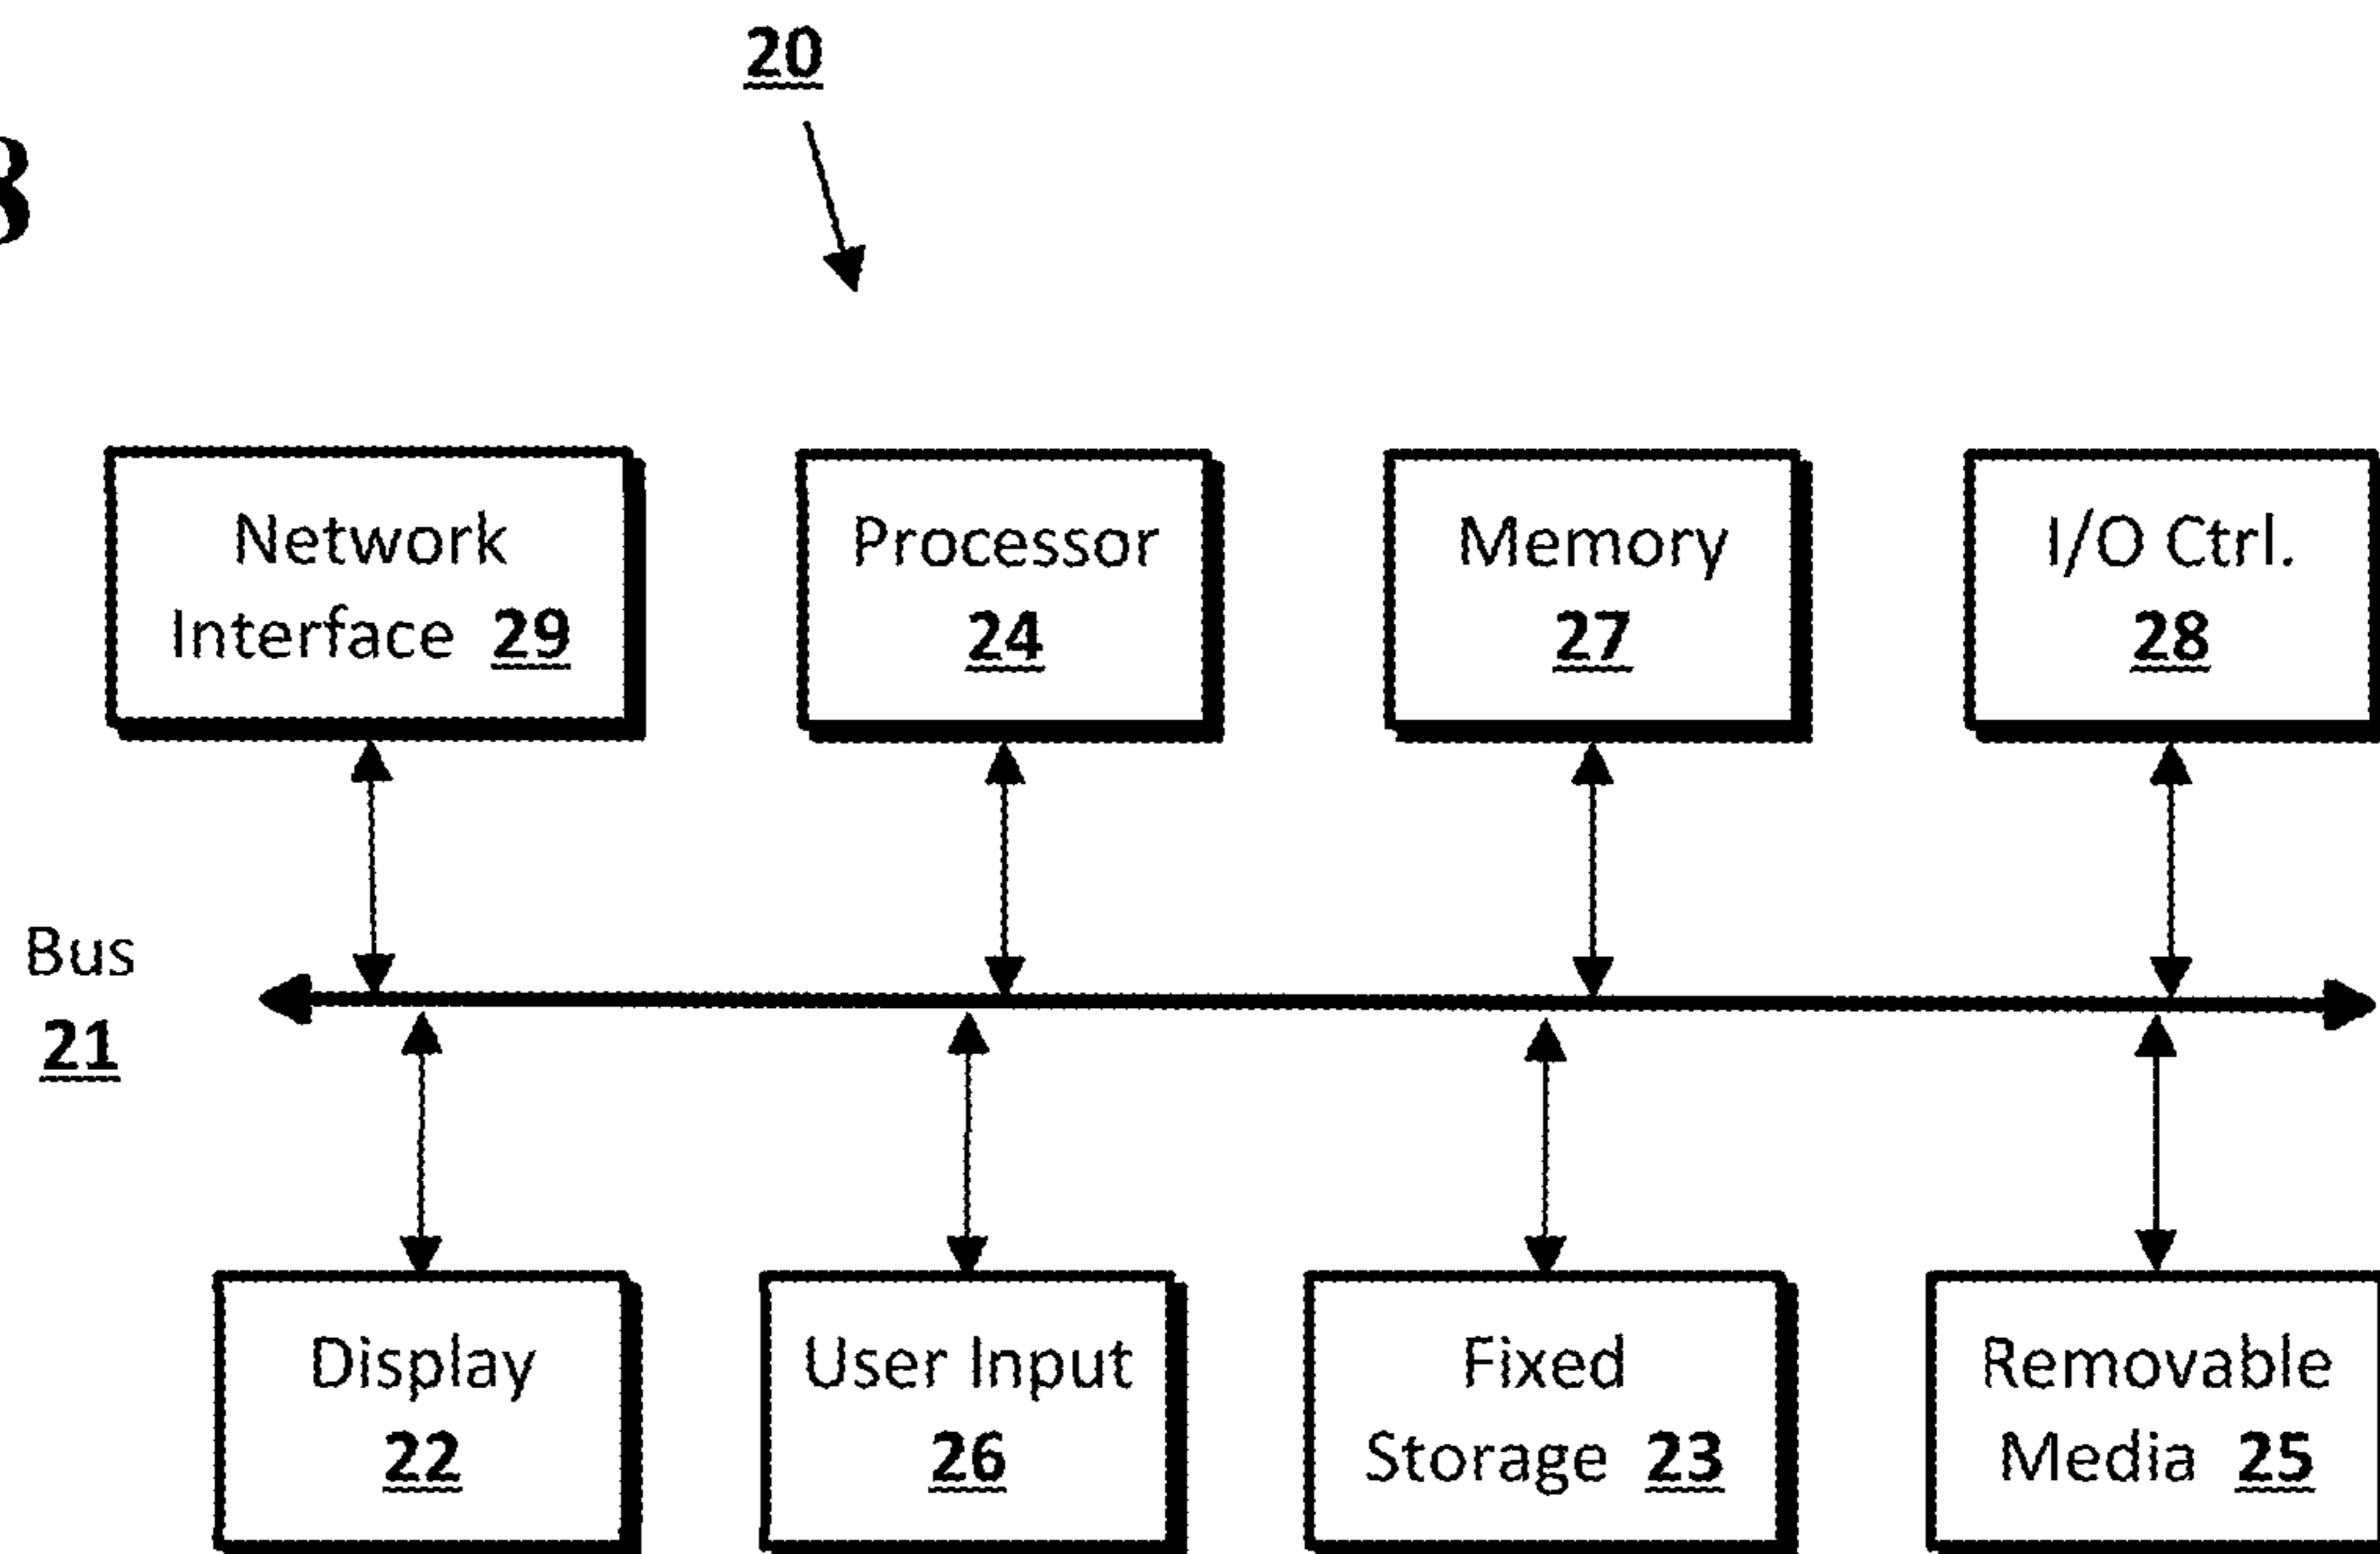 20
Network
Interface 29
Processor
24
Memory
27
I/O Ctrl.
28
Bus
21
Display
22
User Input
26
Fixed
Storage 23
Removable
Media 25